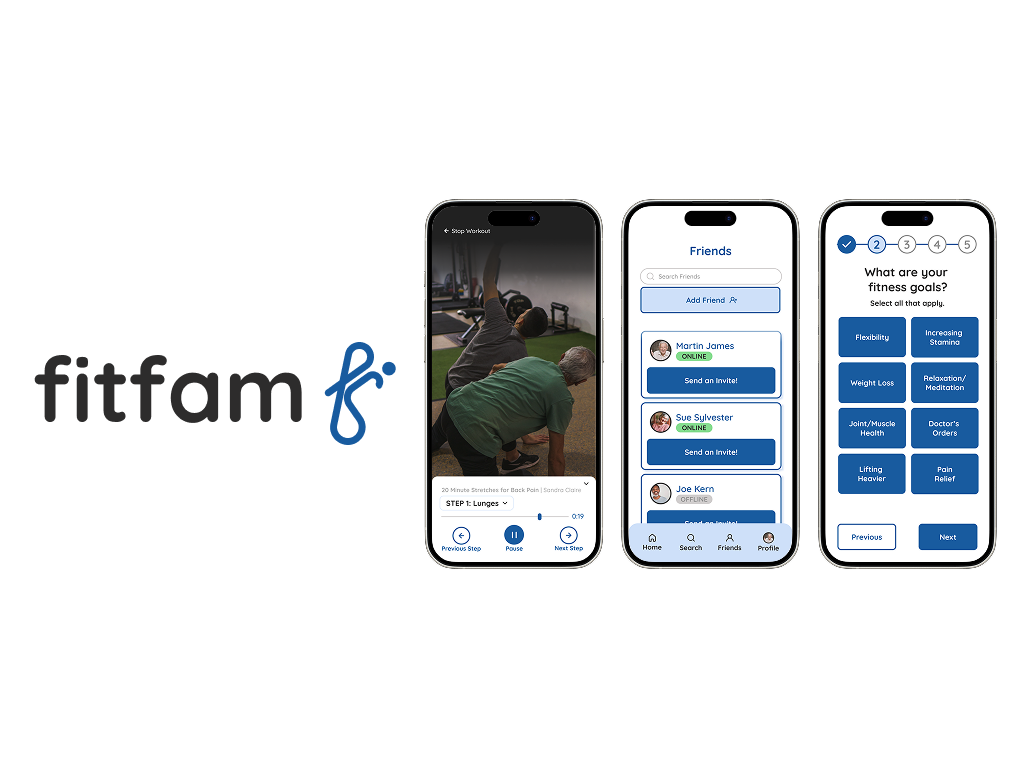 fitfam
Stop Workout
20 Minute Stretches for Back Pain | Sandra Claire
STEP 1: Lunges
0:19
Previous Step
Pause
Next Step
Friends
Search Friends
Add Friend
Martin James
ONLINE
Send an Invite!
Sue Sylvester
ONLINE
Send an Invite!
Joe Kern
OFFLINE
Send an Invite!
Home
Search
Friends
Profile
2
3
4
5
What are your
fitness goals?
Select all that apply.
Flexibility
Increasing
Stamina
Weight Loss
Relaxation/
Meditation
Joint/Muscle
Health
Doctor's
Orders
Lifting
Heavier
Pain
Relief
Previous
Next